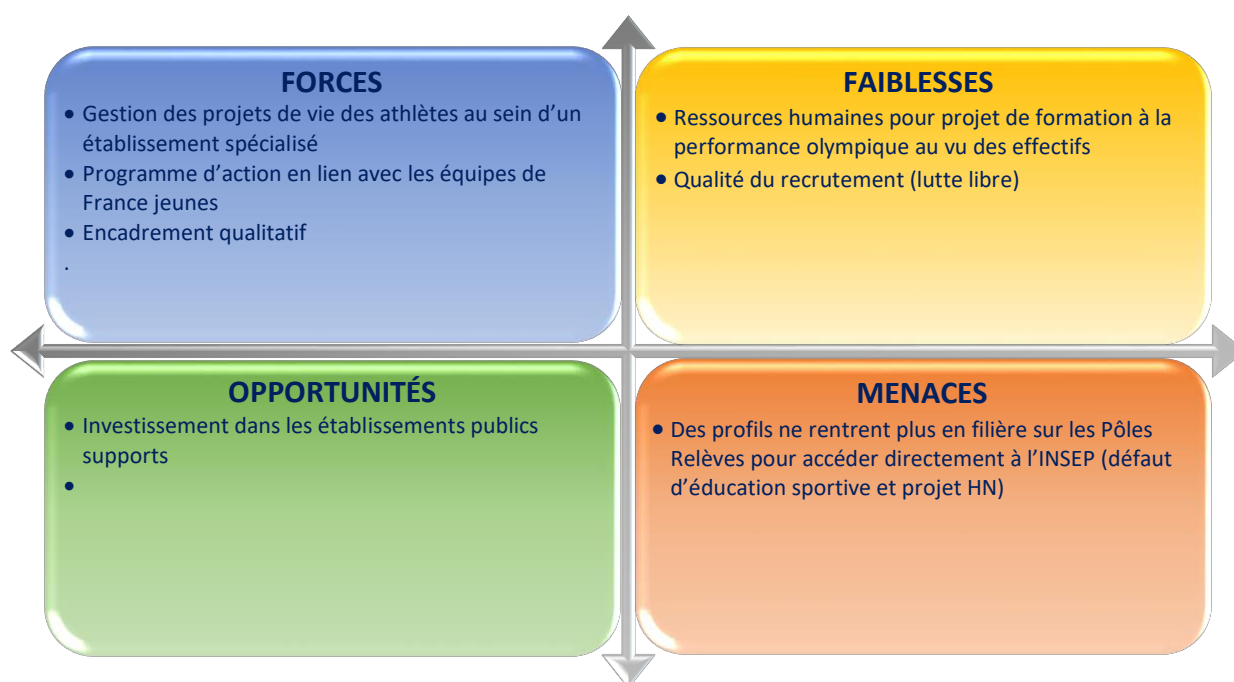 FORCES
• Gestion des projets de vie des athlètes au sein d’un
établissement spécialisé
• Programme d’action en lien avec les équipes de
France jeunes
• Encadrement qualitatif
.
FAIBLESSES
• Ressources humaines pour projet de formation à la
performance olympique au vu des effectifs
• Qualité du recrutement (lutte libre)
OPPORTUNITÉS
• Investissement dans les établissements publics
supports
•
MENACES
• Des profils ne rentrent plus en filière sur les Pôles
Relèves pour accéder directement à l’INSEP (défaut
d’éducation sportive et projet HN)